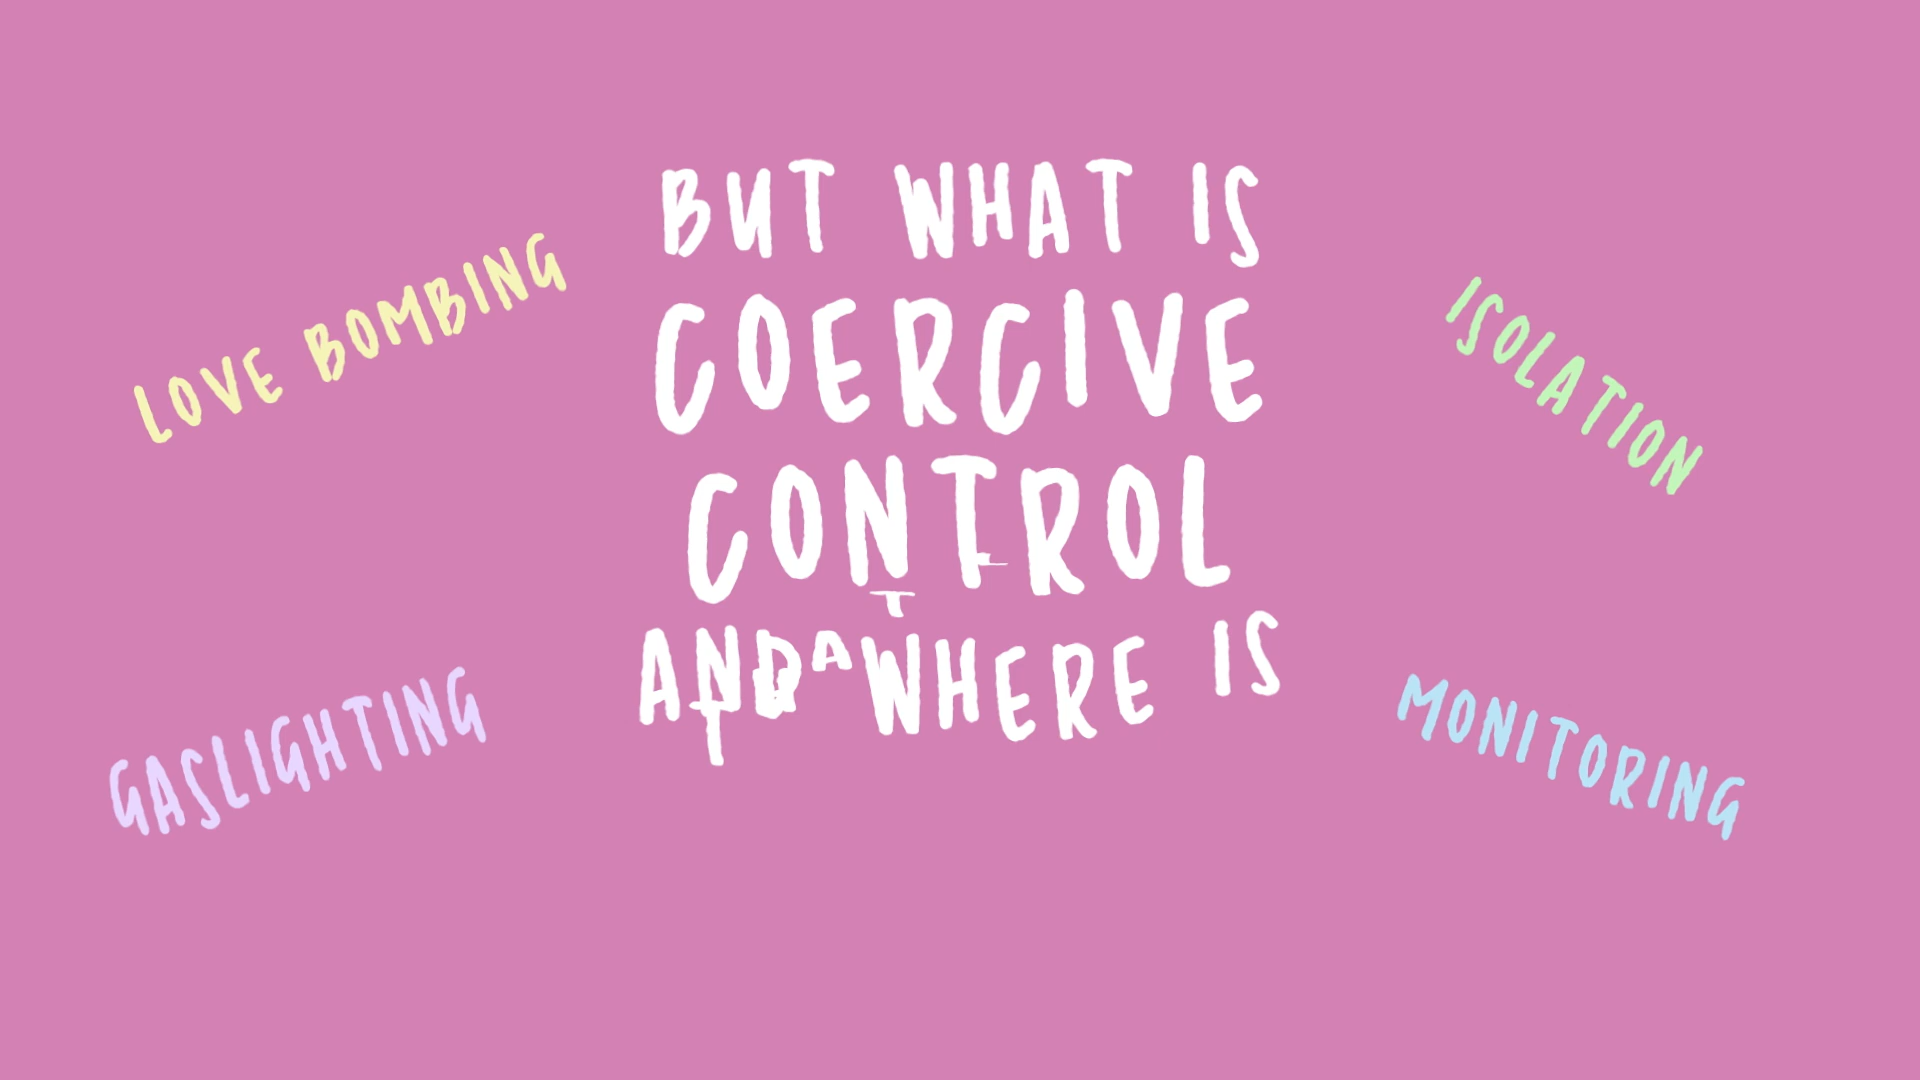 BUT WHAT IS
LOVE BOMBING
COERCIVE
ISOLATION
CONTROL
AND WHERE IS
GASLIGHTING
MONITORING